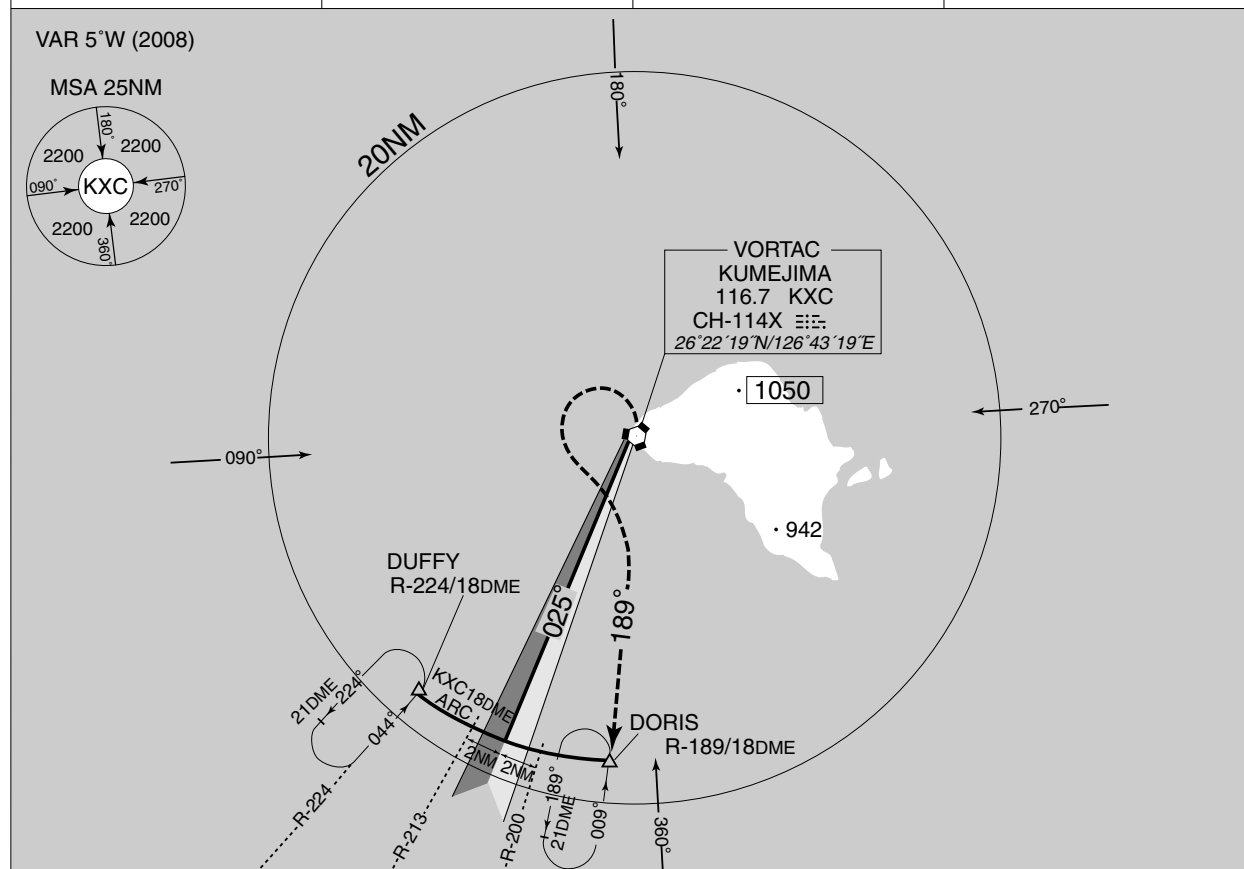 VAR 5°W (2008)
MSA 25NM
180°
2200
2200
090°
KXC
270°
2200
2200
360°
20NM
180°
VORTAC
KUMEJIMA
116.7 KXC
CH-114X
26°22´19˝N/126°43´19˝E
1050
270°
090°
942
DUFFY
R-224/18DME
025°
189°
21DME
224°
044°
KXC18DME
ARC
DORIS
R-189/18DME
2NM
2NM
189°
21DME
009°
360°
R-224
R-213
R-200